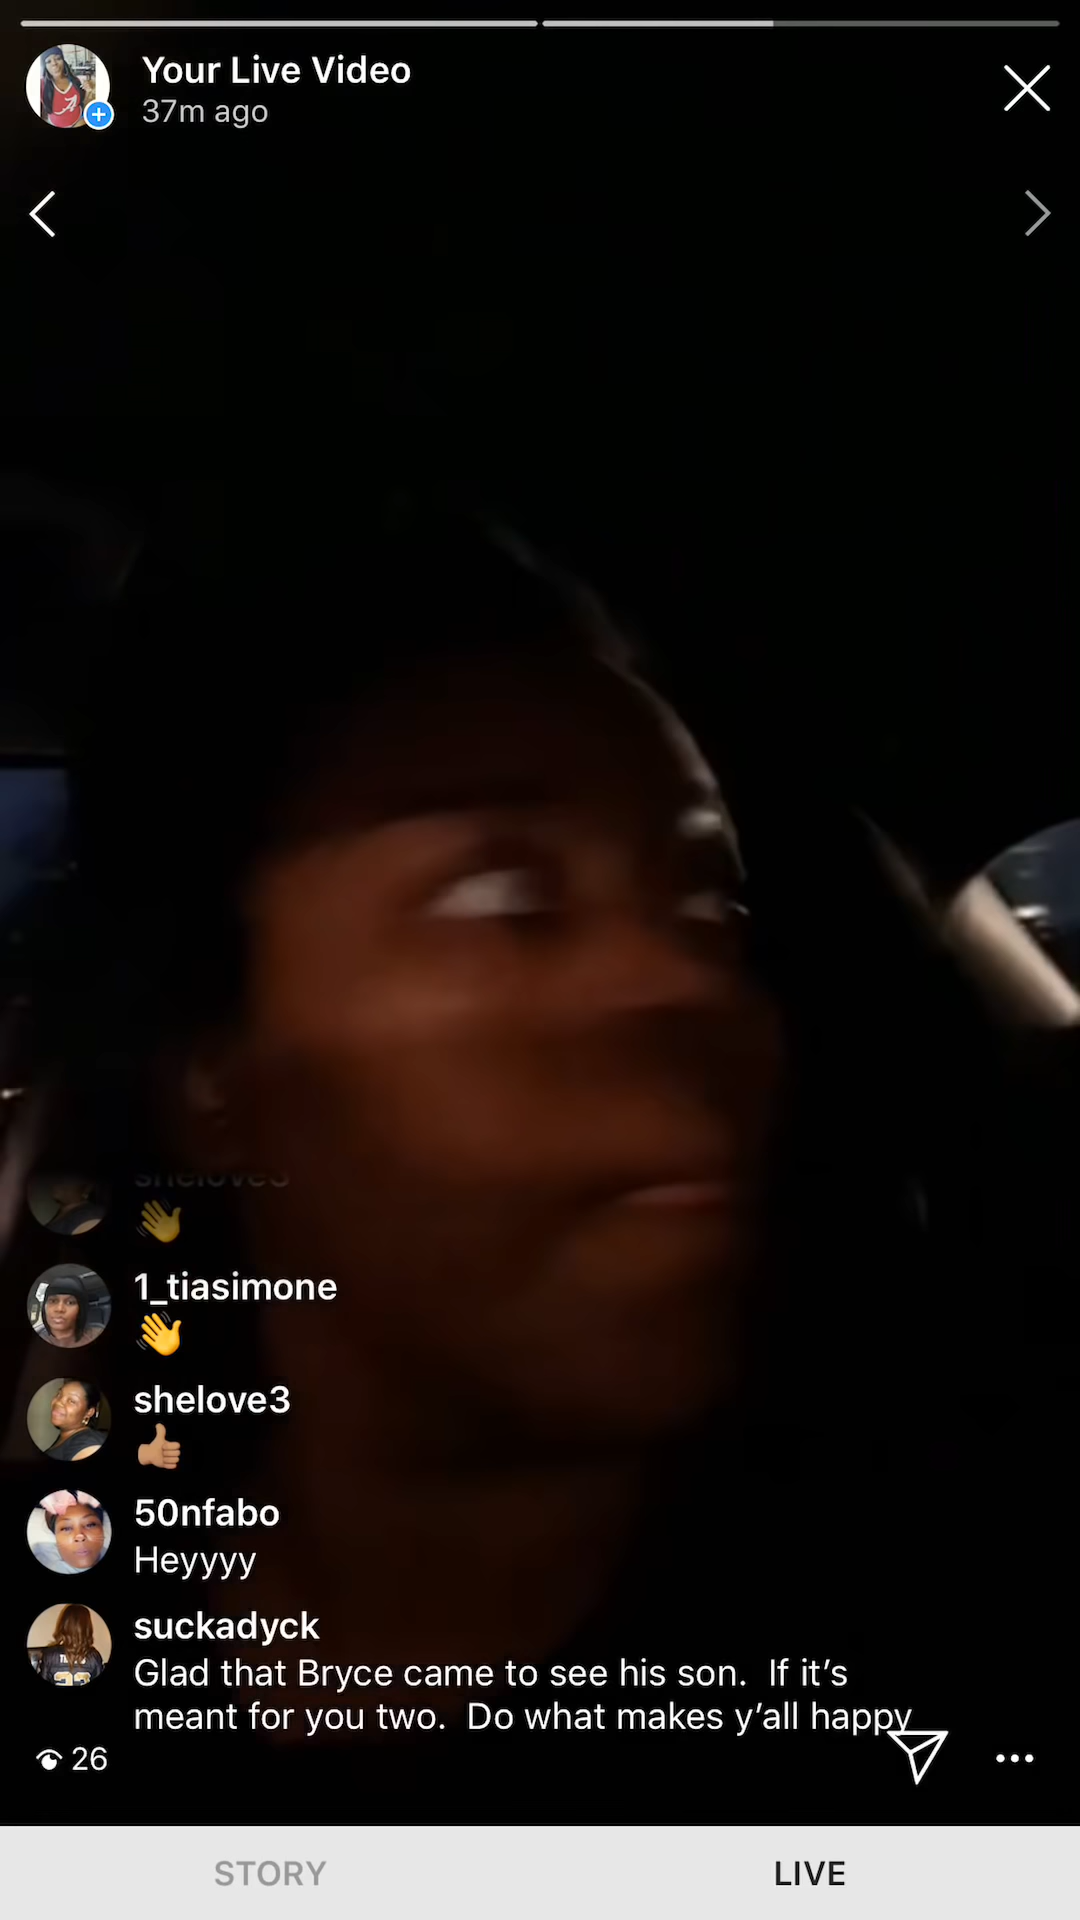 Your Live Video
37m ago
shelove3
👋
1_tiasimone
👋
shelove3
👍🏼
50nfabo
Heyyyy
suckadyck
Glad that Bryce came to see his son.  If it’s
meant for you two.  Do what makes y’all happy
26
STORY
LIVE